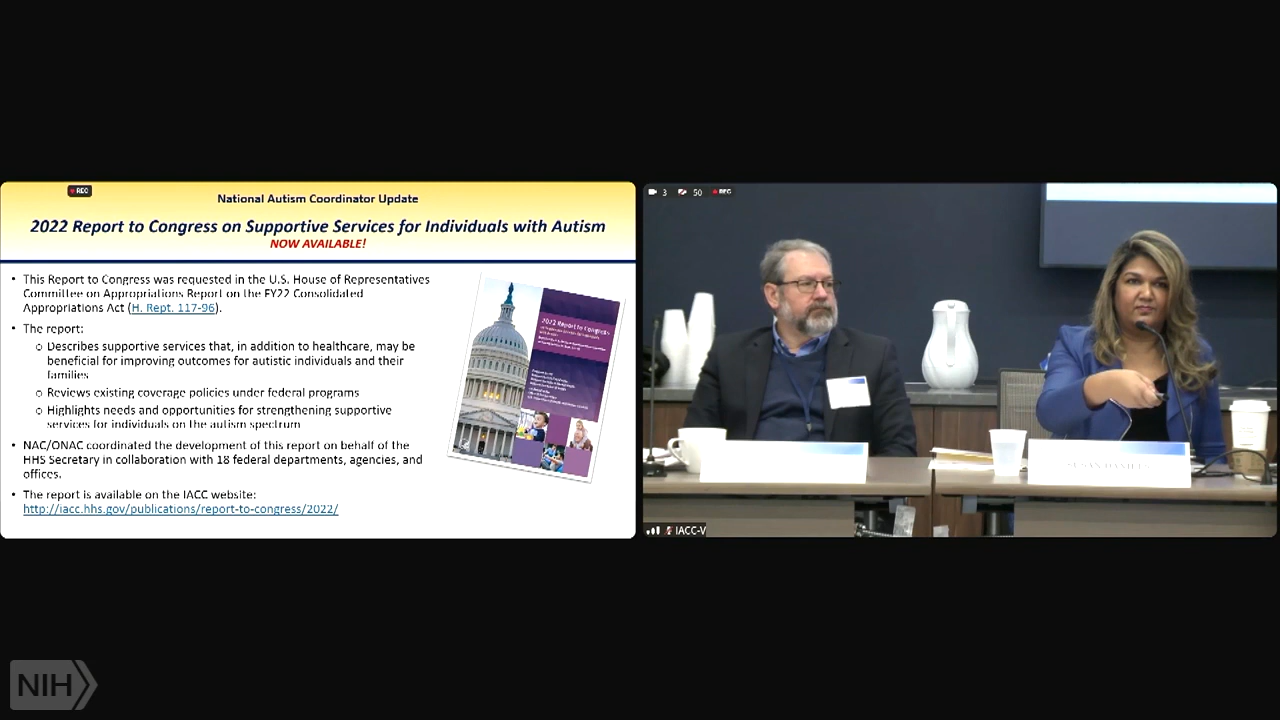 REC
National Autism Coordinator Update
2022 Report to Congress on Supportive Services for Individuals with Autism
NOW AVAILABLE!
• This Report to Congress was requested in the U.S. House of Representatives
Committee on Appropriations Report on the FY22 Consolidated
Appropriations Act (H. Rept. 117-96).
• The report:
o Describes supportive services that, in addition to healthcare, may be
beneficial for improving outcomes for autistic individuals and their
families
o Reviews existing coverage policies under federal programs
o Highlights needs and opportunities for strengthening supportive
services for individuals on the autism spectrum
• NAC/ONAC coordinated the development of this report on behalf of the
HHS Secretary in collaboration with 18 federal departments, agencies, and
offices.
• The report is available on the IACC website:
http://iacc.hhs.gov/publications/report-to-congress/2022/
2022 Report to Congress
3 50 REC
SUSAN DANIELS
IACC-V
NIH